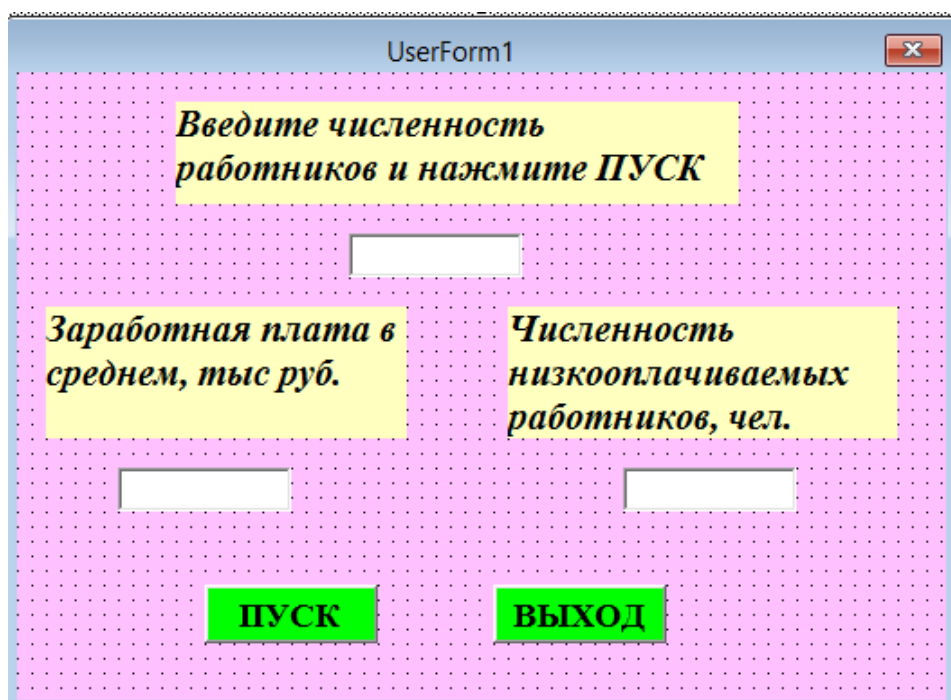 UserForm1
Введите численность
работников и нажмите ПУСК
Заработная плата в
среднем, тыс руб.
Численность
низкооплачиваемых
работников, чел.
ПУСК
ВЫХОД